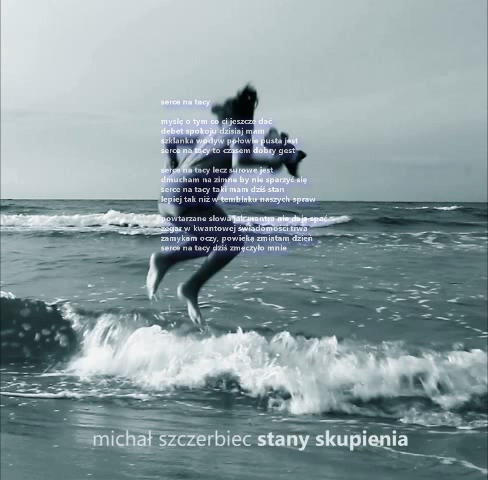 serce na tacy
myślę o tym co ci jeszcze dać
debet spokoju dzisiaj mam
szklanka wody w połowie pusta jest
serce na tacy to czasem dobry gest
serce na tacy lecz surowe jest
dmucham na zimne by nie sparzyć się
serce na tacy taki mam dziś stan
lepiej tak niż w temblaku naszych spraw
powtarzane słowa jak mantra nie dają spać
zegar w kwantowej świadomości trwa
zamykam oczy, powieką zmiatam dzień
serce na tacy dziś zmęczyło mnie
michał szczerbiec stany skupienia